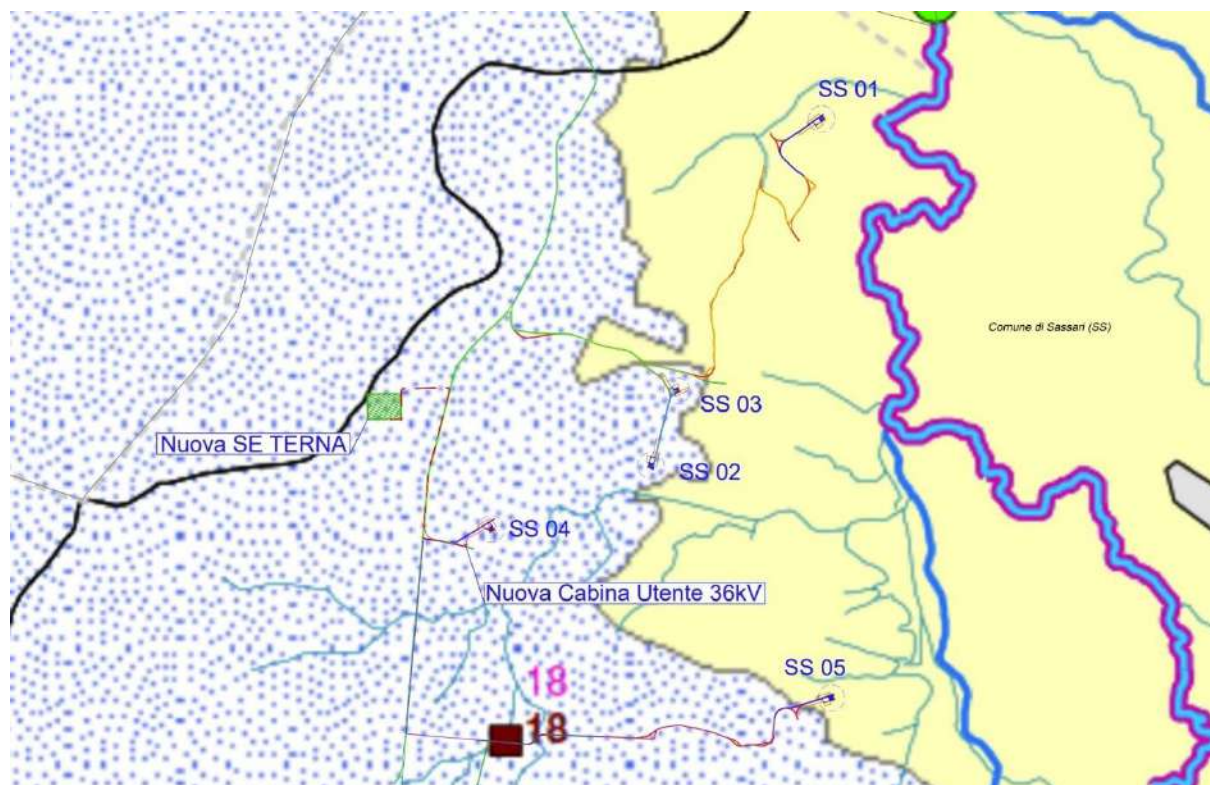 SS 01
Comune di Sassari (SS)
SS 03
Nuova SE TERNA
SS 02
SS 04
Nuova Cabina Utente 36kV
SS 05
18
18